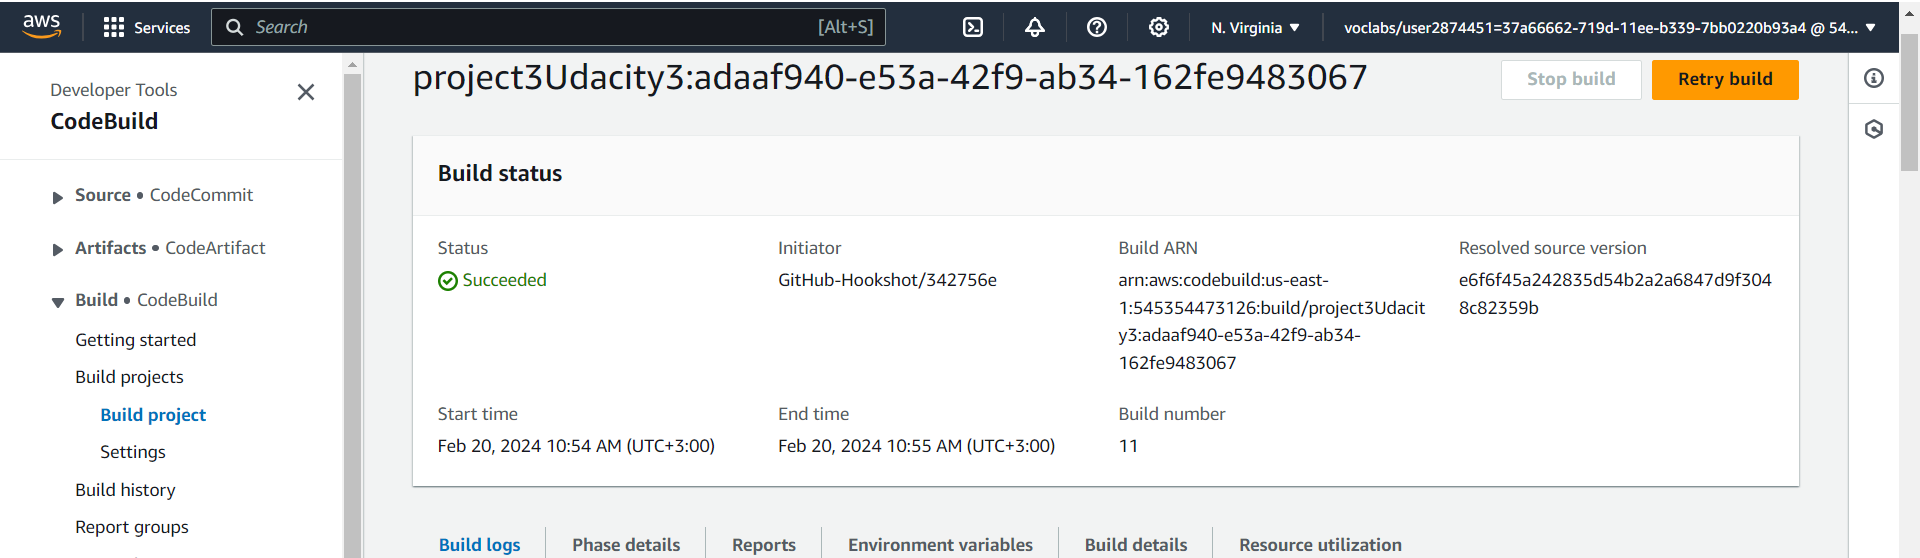 aws
Services
Search
[Alt+S]
N. Virginia
voclabs/user2874451=37a66662-719d-11ee-b339-7bb0220b93a4 @ 54...
Developer Tools
CodeBuild
Source • CodeCommit
Artifacts • CodeArtifact
Build • CodeBuild
Getting started
Build projects
Build project
Settings
Build history
Report groups
project3Udacity3:adaaf940-e53a-42f9-ab34-162fe9483067
Stop build
Retry build
Build status
Status
Succeeded
Initiator
GitHub-Hookshot/342756e
Build ARN
arn:aws:codebuild:us-east-
1:545354473126:build/project3Udacit
y3:adaaf940-e53a-42f9-ab34-
162fe9483067
Resolved source version
e6f6f45a242835d54b2a2a6847d9f304
8c82359b
Start time
Feb 20, 2024 10:54 AM (UTC+3:00)
End time
Feb 20, 2024 10:55 AM (UTC+3:00)
Build number
11
Build logs
Phase details
Reports
Environment variables
Build details
Resource utilization